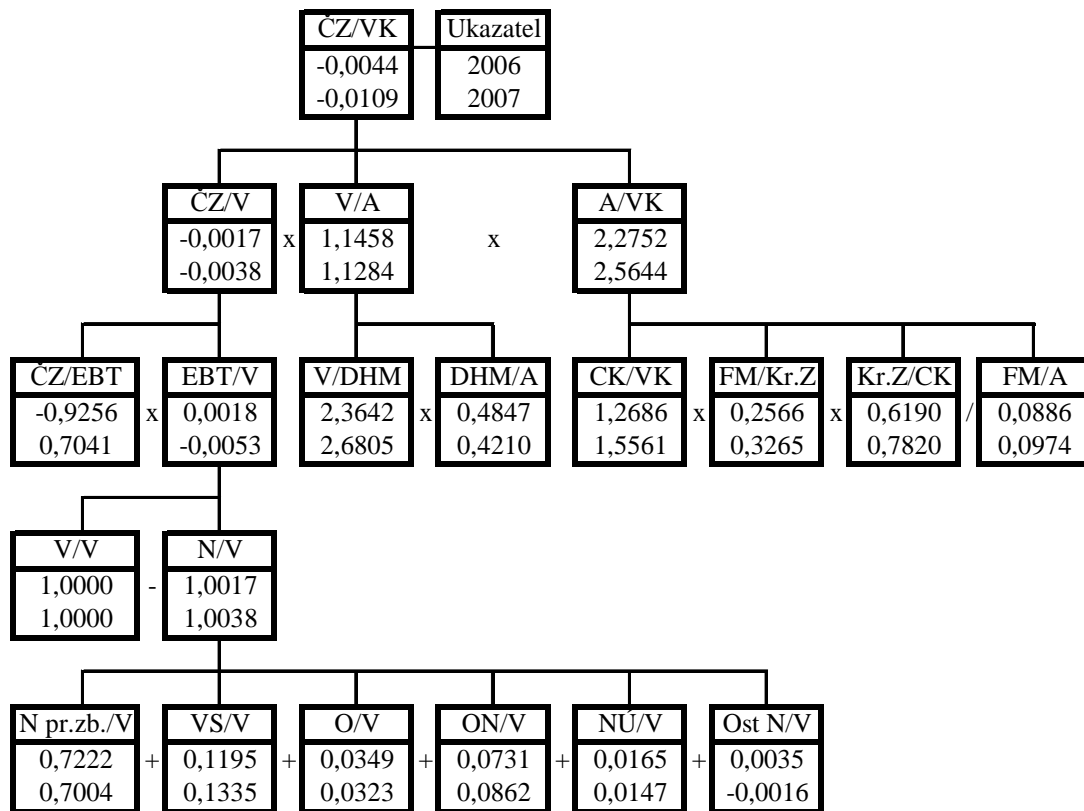 ČZ/VK Ukazatel
-0,0044 2006
-0,0109 2007
ČZ/V V/A A/VK
-0,0017 x 1,1458 x 2,2752
-0,0038 1,1284 2,5644
ČZ/EBT EBT/V V/DHM DHM/A CK/VK FM/Kr.Z Kr.Z/CK FM/A
-0,9256 x 0,0018 2,3642 x 0,4847 1,2686 x 0,2566 x 0,6190 / 0,0886
0,7041 -0,0053 2,6805 0,4210 1,5561 0,3265 0,7820 0,0974
V/V N/V
1,0000 - 1,0017
1,0000 1,0038
N pr.zb./V VS/V O/V ON/V NÚ/V Ost N/V
0,7222 + 0,1195 + 0,0349 + 0,0731 + 0,0165 + 0,0035
0,7004 0,1335 0,0323 0,0862 0,0147 -0,0016